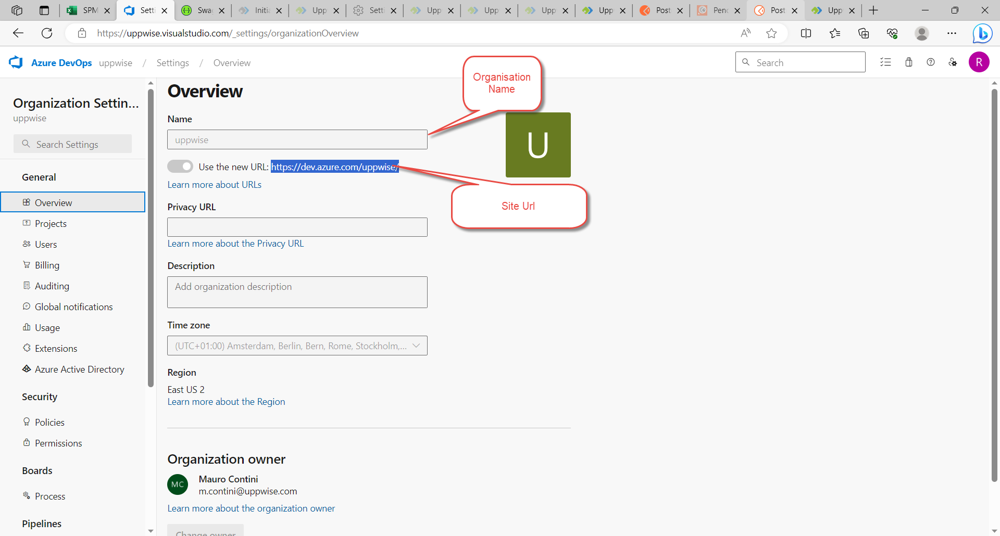 SPM
Setti
Swa
Initia
Upp
Setti
Upp
Upp
Upp
Upp
Post
Penc
Post
Upp
https://uppwise.visualstudio.com/_settings/organizationOverview
Azure DevOps uppwise / Settings / Overview
Search
R
Organization Settin...
uppwise
Search Settings
General
Overview
Projects
Users
Billing
Auditing
Global notifications
Usage
Extensions
Azure Active Directory
Security
Policies
Permissions
Boards
Process
Pipelines
Overview
Organisation
Name
Name
uppwise
U
Use the new URL: https://dev.azure.com/uppwise/
Learn more about URLs
Site Url
Privacy URL
Learn more about the Privacy URL
Description
Add organization description
Time zone
(UTC+01:00) Amsterdam, Berlin, Bern, Rome, Stockholm,...
Region
East US 2
Learn more about the Region
Organization owner
MC
Mauro Contini
m.contini@uppwise.com
Learn more about the organization owner
Change owner